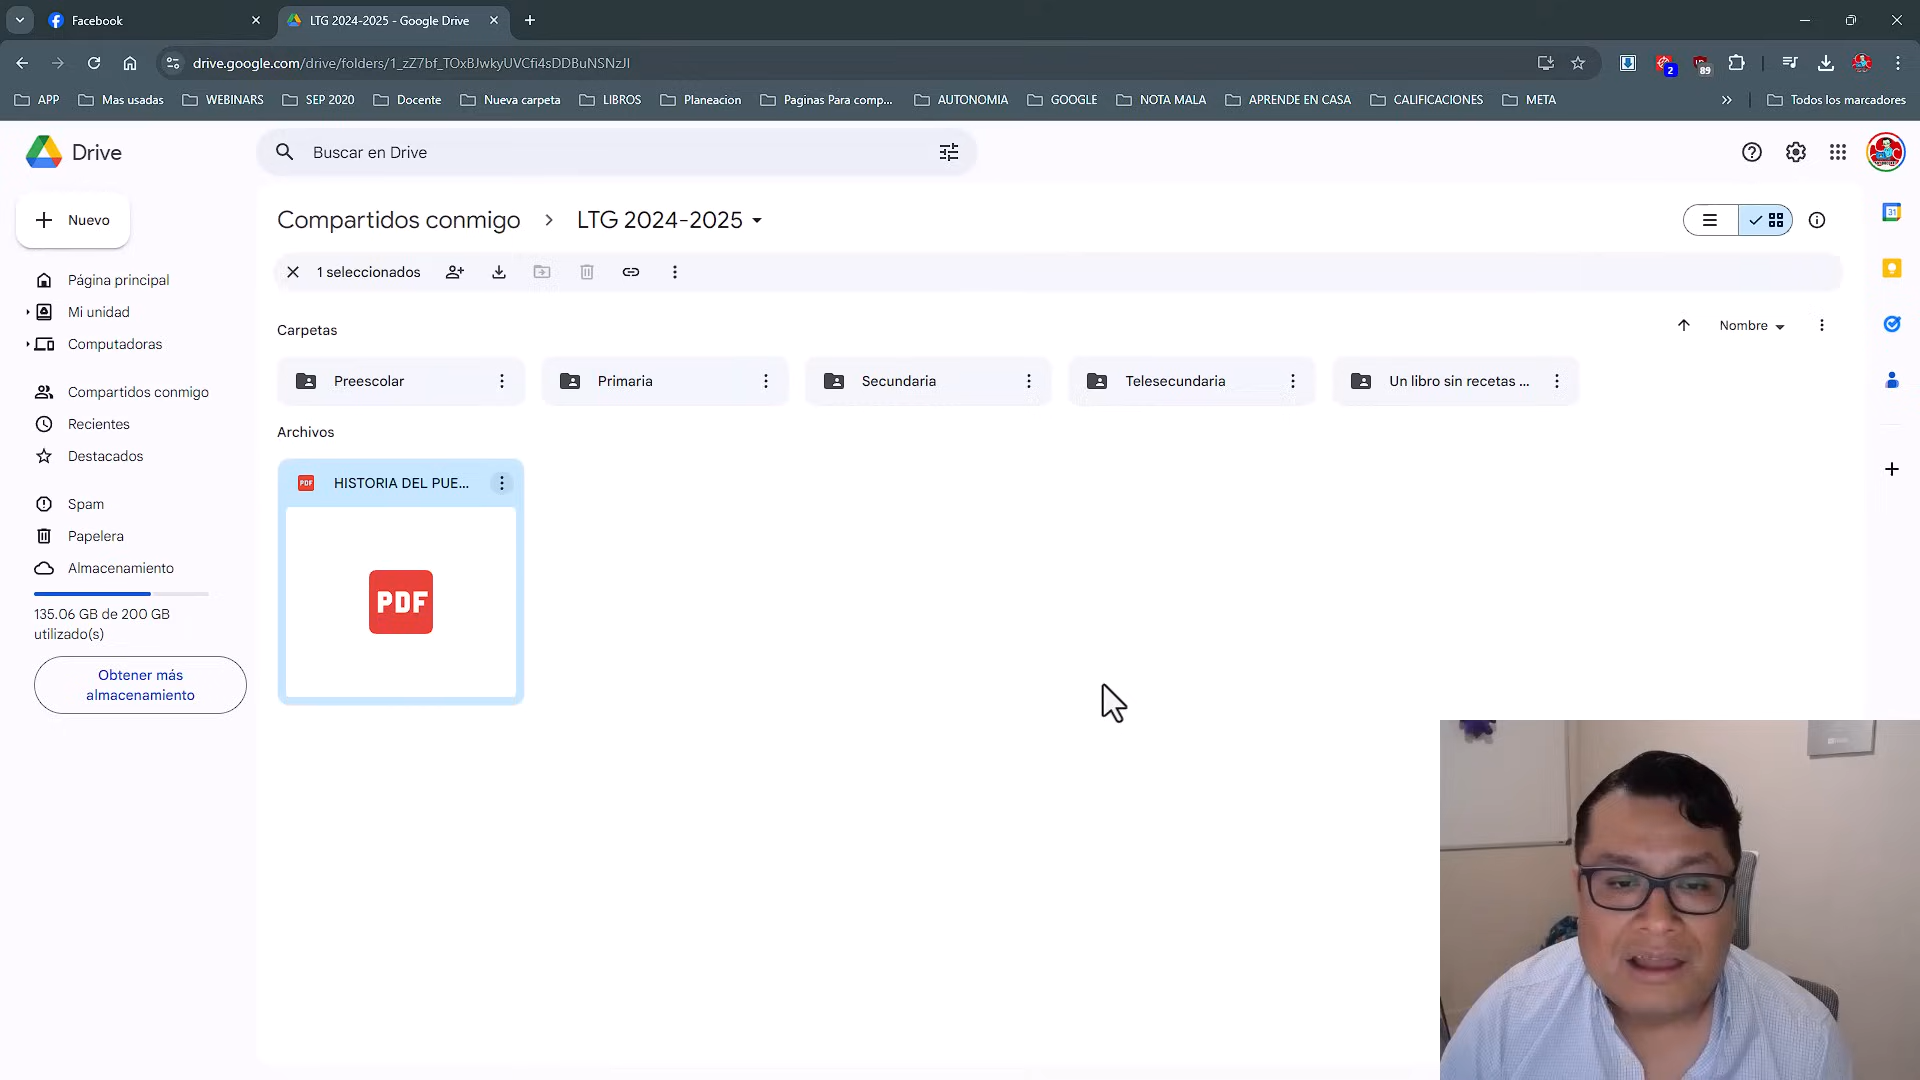 Facebook
LTG 2024-2025 - Google Drive
drive.google.com/drive/folders/1_zZ7bf_TOxBJwkyUVCfi4sDDBuNSNzJI
2
89
APP
Mas usadas
WEBINARS
SEP 2020
Docente
Nueva carpeta
LIBROS
Planeacion
Paginas Para comp...
AUTONOMIA
GOOGLE
NOTA MALA
APRENDE EN CASA
CALIFICACIONES
META
Todos los marcadores
Drive
Buscar en Drive
Nuevo
Compartidos conmigo
LTG 2024-2025
1 seleccionados
Página principal
Mi unidad
Computadoras
Compartidos conmigo
Recientes
Destacados
Spam
Papelera
Almacenamiento
135.06 GB de 200 GB
utilizado(s)
Obtener más
almacenamiento
Carpetas
Nombre
Preescolar
Primaria
Secundaria
Telesecundaria
Un libro sin recetas ...
Archivos
PDF
HISTORIA DEL PUE...
PDF
31